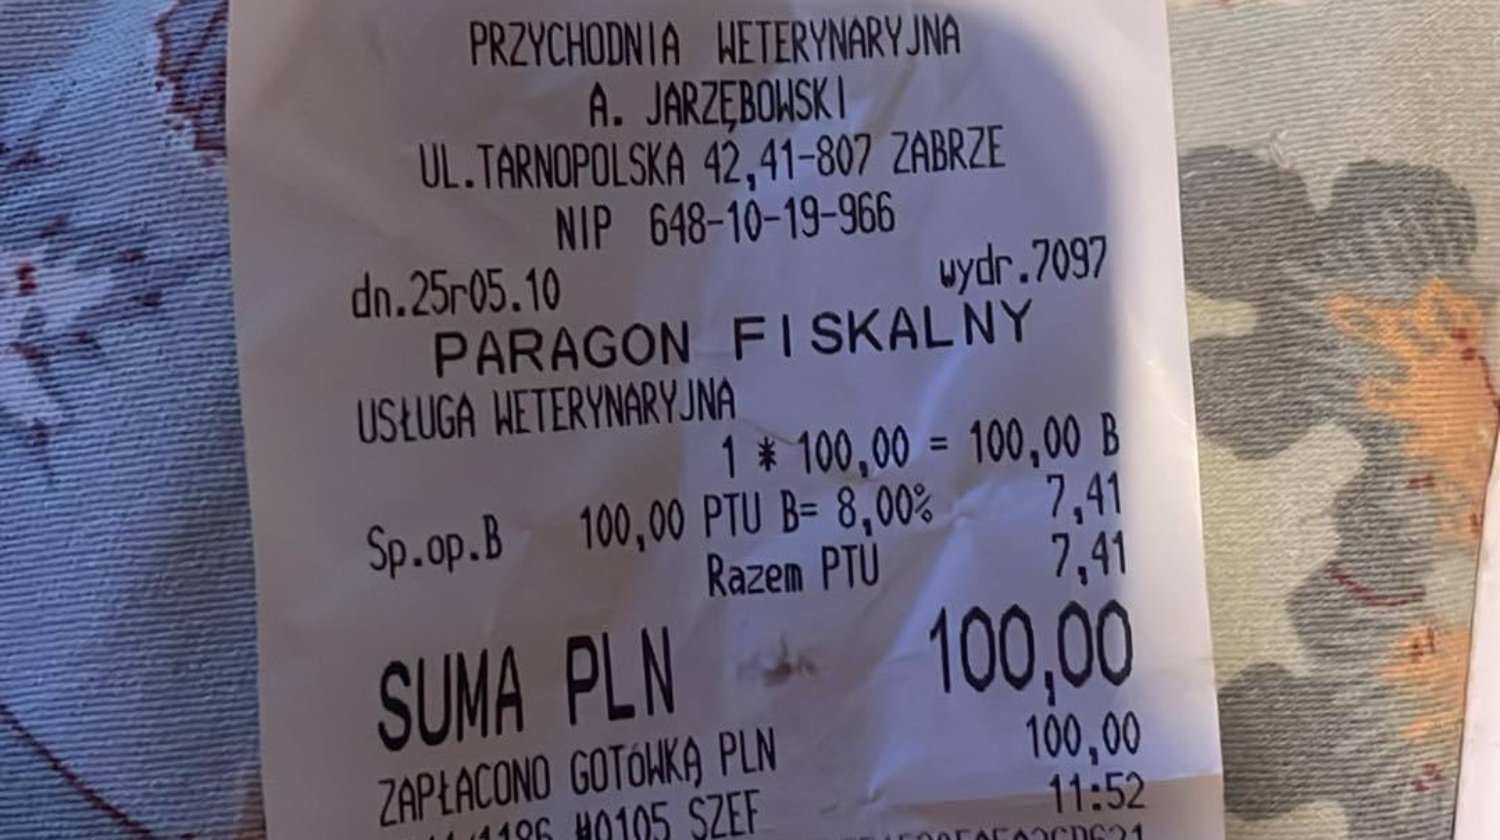 PRZYCHODNIA WETERYNARYJNA
A. JARZĘBOWSKI
UL.TARNOPOLSKA 42,41-807 ZABRZE
NIP 648-10-19-966
dn.25r05.10 wydr.7097
PARAGON FISKALNY
USŁUGA WETERYNARYJNA
1 * 100,00 = 100,00 B
Sp.op.B 100,00 PTU B= 8,00% 7,41
Razem PTU 7,41
SUMA PLN 100,00
ZAPŁACONO GOTÓWKĄ PLN 100,00
#0105 SZEF 11:52